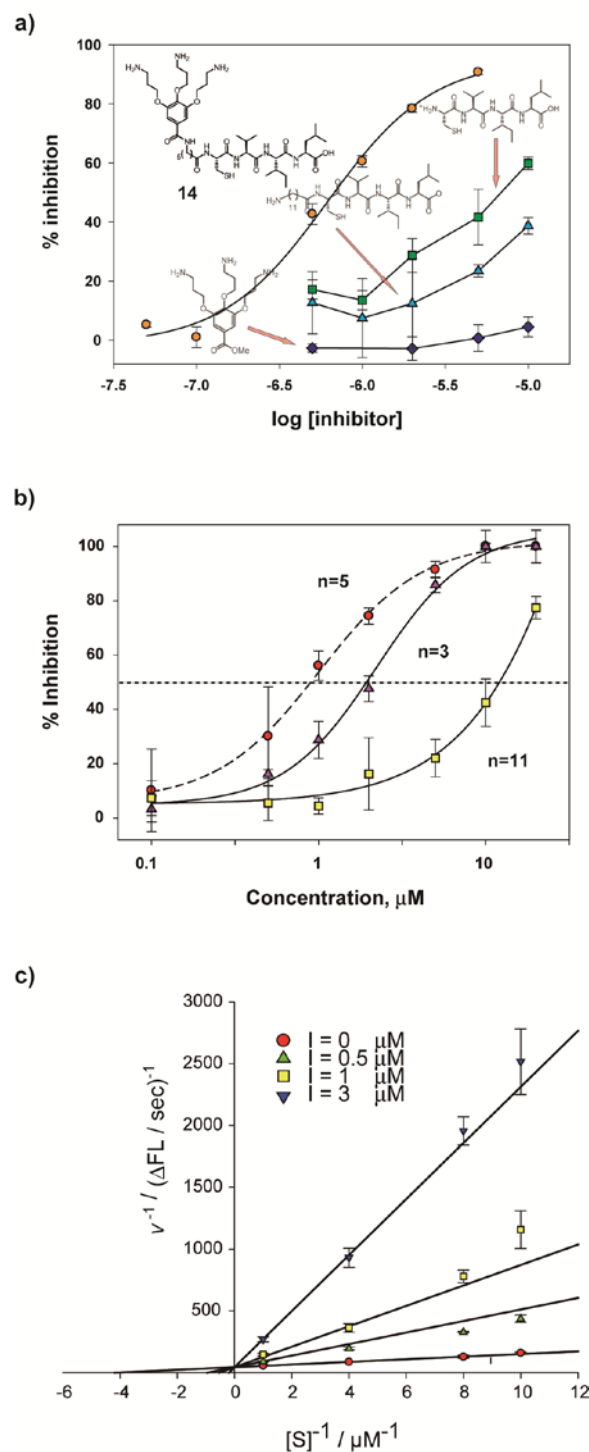 a)
100
80
60
40
20
0
% inhibition
14
-7.5 -7.0 -6.5 -6.0 -5.5 -5.0
log [inhibitor]
b)
100
80
60
40
20
0
% Inhibition
n=5
n=3
n=11
0.1 1 10
Concentration, μM
c)
3000
2500
2000
1500
1000
500
ν⁻¹ / (ΔFL / sec)⁻¹
I = 0 μM
I = 0.5 μM
I = 1 μM
I = 3 μM
-6 -4 -2 0 2 4 6 8 10 12
[S]⁻¹ / μM⁻¹